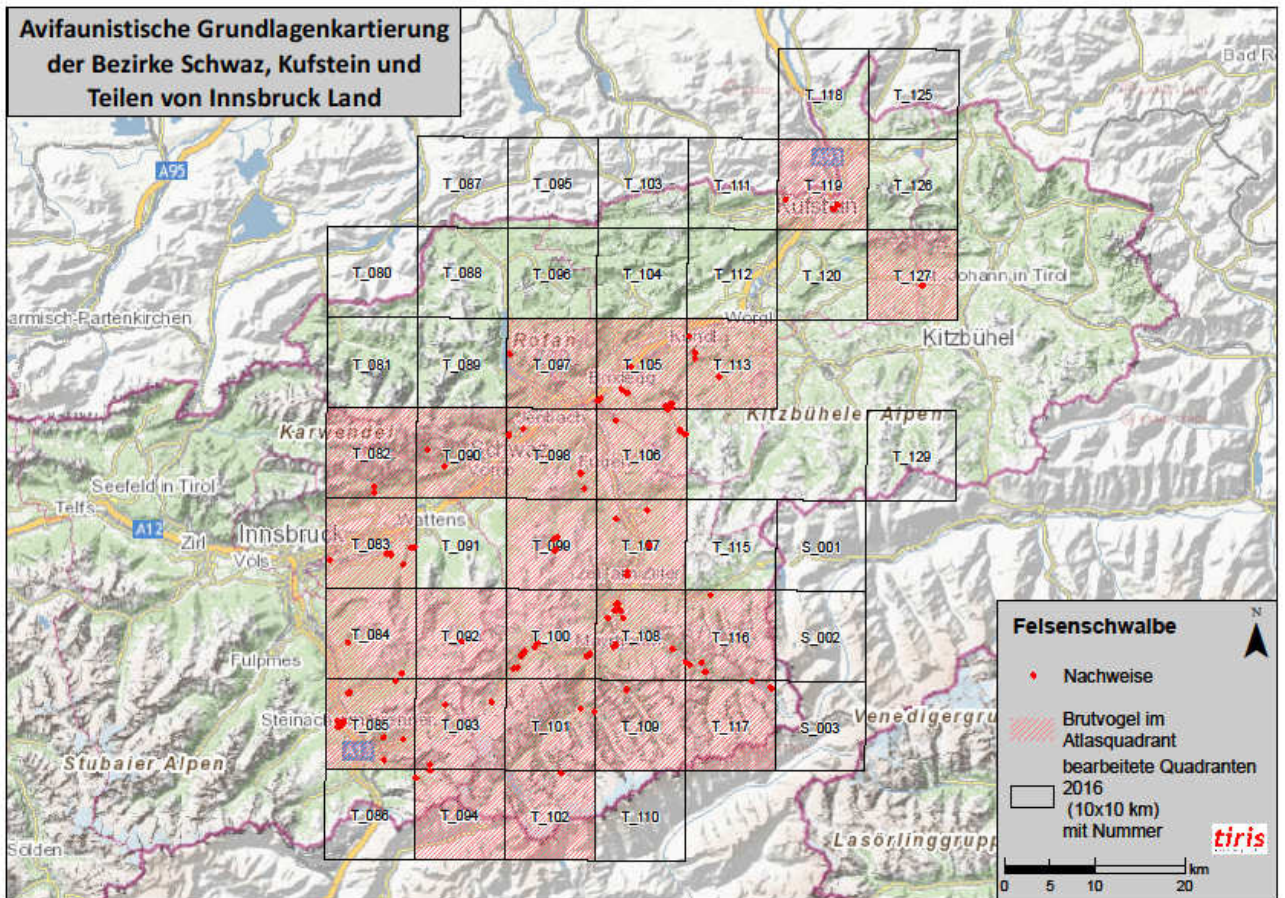 Avifaunistische Grundlagenkartierung
der Bezirke Schwaz, Kufstein und
Teilen von Innsbruck Land
T_118 T_125
A95
A93
T_087 T_095 T_103 T_111 T_119 T_126
Kufstein
T_080 T_088 T_096 T_104 T_112 T_120 T_127
Johann in Tirol
armisch-Partenkirchen
Wörgl
Kitzbühel
Rofan
Kundl
T_081 T_089 T_097 T_105 T_113
Brixlegg
Jenbach
Kitzbüheler Alpen
Karwendel
T_082 T_090 T_098 T_106 T_129
Seefeld in Tirol
Telfs
A12
Zirl
Innsbruck
Völs
Wattens
T_083 T_091 T_099 T_107 T_115 S_001
T_084 T_092 T_100 T_108 T_116 S_002
Fulpmes
T_085 T_093 T_101 T_109 T_117 S_003
A13
Venedigergru
Stubaier Alpen
T_086 T_094 T_102 T_110
Sölden
Lasörlinggrupp
Felsenschwalbe
N
Nachweise
Brutvogel im
Atlasquadrant
bearbeitete Quadranten
2016
(10x10 km)
mit Nummer
tiris
km
0 5 10 20